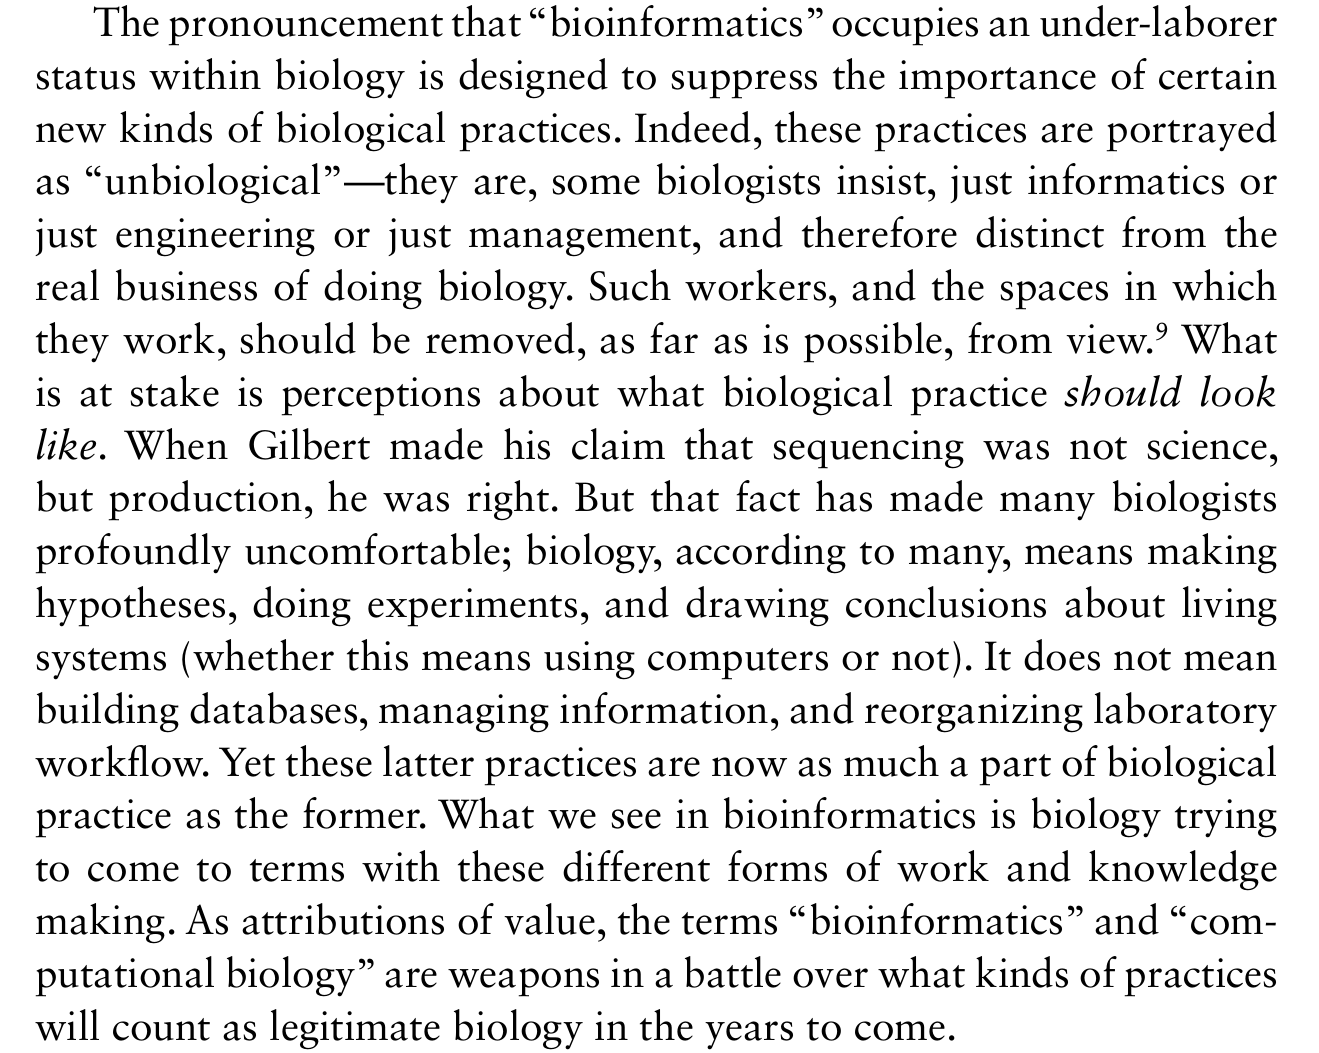 The pronouncement that “bioinformatics” occupies an under-laborer
status within biology is designed to suppress the importance of certain
new kinds of biological practices. Indeed, these practices are portrayed
as “unbiological”—they are, some biologists insist, just informatics or
just engineering or just management, and therefore distinct from the
real business of doing biology. Such workers, and the spaces in which
they work, should be removed, as far as is possible, from view.⁹ What
is at stake is perceptions about what biological practice should look
like. When Gilbert made his claim that sequencing was not science,
but production, he was right. But that fact has made many biologists
profoundly uncomfortable; biology, according to many, means making
hypotheses, doing experiments, and drawing conclusions about living
systems (whether this means using computers or not). It does not mean
building databases, managing information, and reorganizing laboratory
workflow. Yet these latter practices are now as much a part of biological
practice as the former. What we see in bioinformatics is biology trying
to come to terms with these different forms of work and knowledge
making. As attributions of value, the terms “bioinformatics” and “com-
putational biology” are weapons in a battle over what kinds of practices
will count as legitimate biology in the years to come.